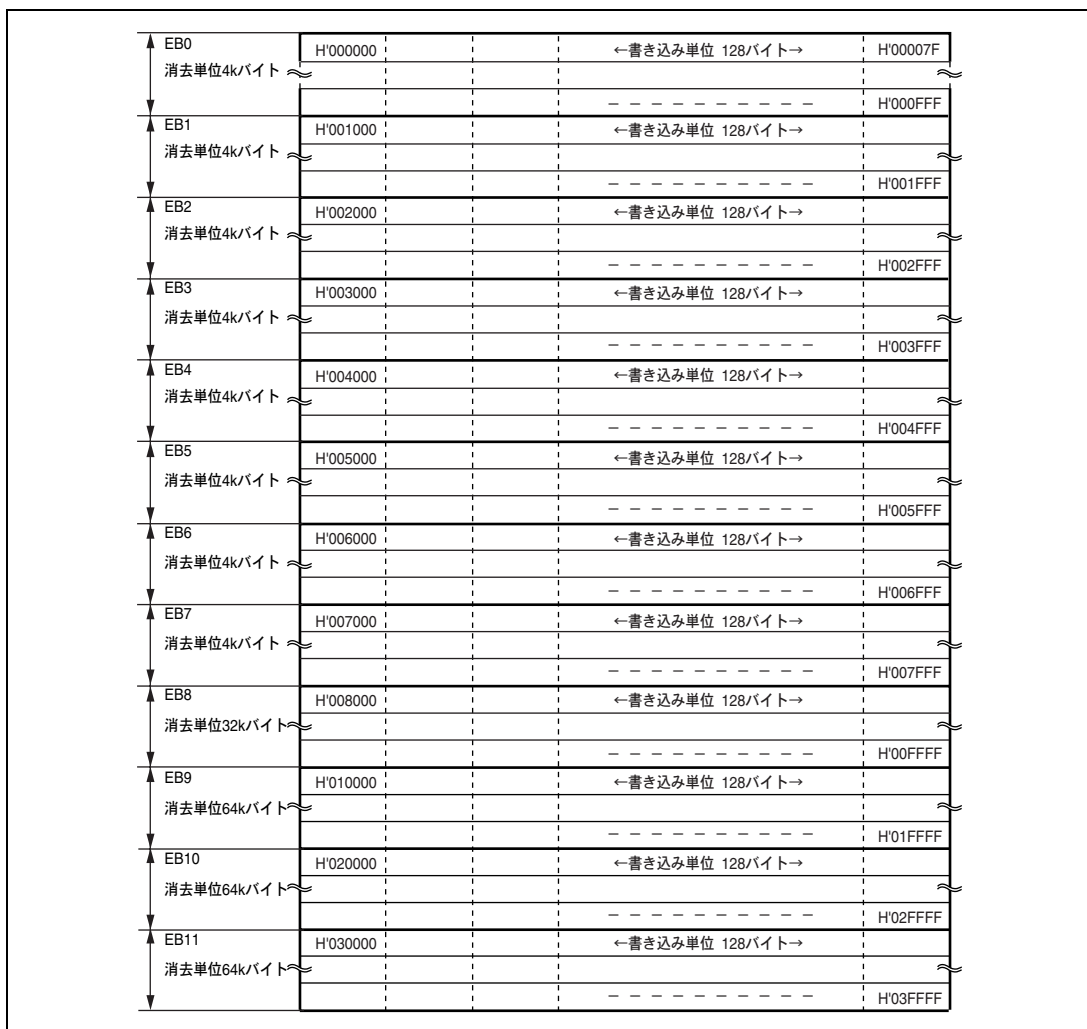 EB0
H'000000 ←書き込み単位 128バイト→ H'00007F
消去単位4kバイト
H'000FFF
EB1
H'001000 ←書き込み単位 128バイト→
消去単位4kバイト
H'001FFF
EB2
H'002000 ←書き込み単位 128バイト→
消去単位4kバイト
H'002FFF
EB3
H'003000 ←書き込み単位 128バイト→
消去単位4kバイト
H'003FFF
EB4
H'004000 ←書き込み単位 128バイト→
消去単位4kバイト
H'004FFF
EB5
H'005000 ←書き込み単位 128バイト→
消去単位4kバイト
H'005FFF
EB6
H'006000 ←書き込み単位 128バイト→
消去単位4kバイト
H'006FFF
EB7
H'007000 ←書き込み単位 128バイト→
消去単位4kバイト
H'007FFF
EB8
H'008000 ←書き込み単位 128バイト→
消去単位32kバイト
H'00FFFF
EB9
H'010000 ←書き込み単位 128バイト→
消去単位64kバイト
H'01FFFF
EB10
H'020000 ←書き込み単位 128バイト→
消去単位64kバイト
H'02FFFF
EB11
H'030000 ←書き込み単位 128バイト→
消去単位64kバイト
H'03FFFF